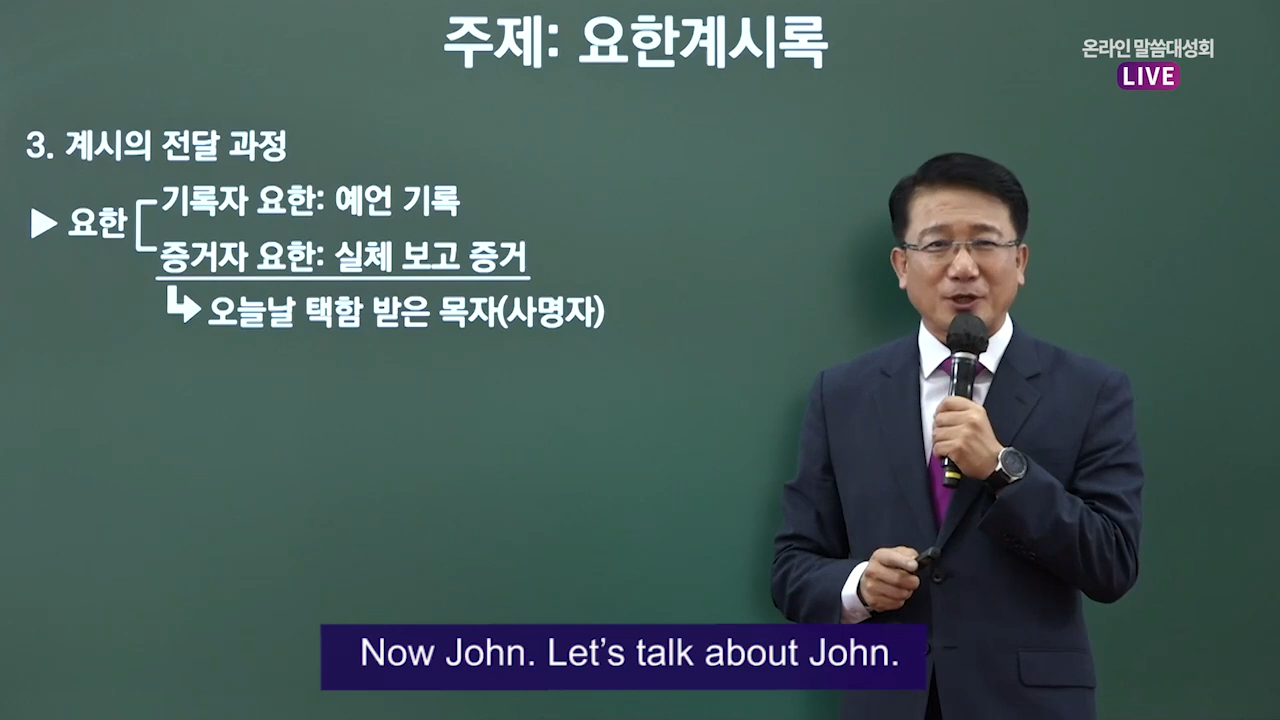 주제: 요한계시록
온라인 말씀대성회
LIVE
3. 계시의 전달 과정
▶ 요한
기록자 요한: 예언 기록
증거자 요한: 실체 보고 증거
↳ 오늘날 택함 받은 목자(사명자)
Now John. Let’s talk about John.